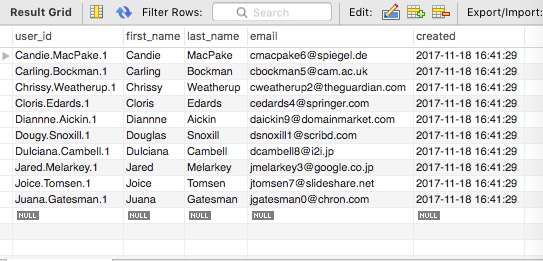 Result Grid Filter Rows: Search Edit: Export/Import:
user_id first_name last_name email created
Candie.MacPake.1 Candie MacPake cmacpake6@spiegel.de 2017-11-18 16:41:29
Carling.Bockman.1 Carling Bockman cbockman5@cam.ac.uk 2017-11-18 16:41:29
Chrissy.Weatherup.1 Chrissy Weatherup cweatherup2@theguardian.com 2017-11-18 16:41:29
Cloris.Edards.1 Cloris Edards cedards4@springer.com 2017-11-18 16:41:29
Diannne.Aickin.1 Diannne Aickin daickin9@domainmarket.com 2017-11-18 16:41:29
Dougy.Snoxill.1 Douglas Snoxill dsnoxill1@scribd.com 2017-11-18 16:41:29
Dulciana.Cambell.1 Dulciana Cambell dcambell8@i2i.jp 2017-11-18 16:41:29
Jared.Melarkey.1 Jared Melarkey jmelarkey3@google.co.jp 2017-11-18 16:41:29
Joice.Tomsen.1 Joice Tomsen jtomsen7@slideshare.net 2017-11-18 16:41:29
Juana.Gatesman.1 Juana Gatesman jgatesman0@chron.com 2017-11-18 16:41:29
NULL NULL NULL NULL NULL